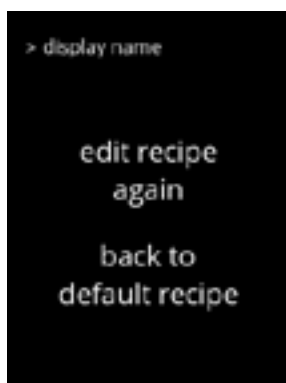 > display name
edit recipe
again
back to
default recipe